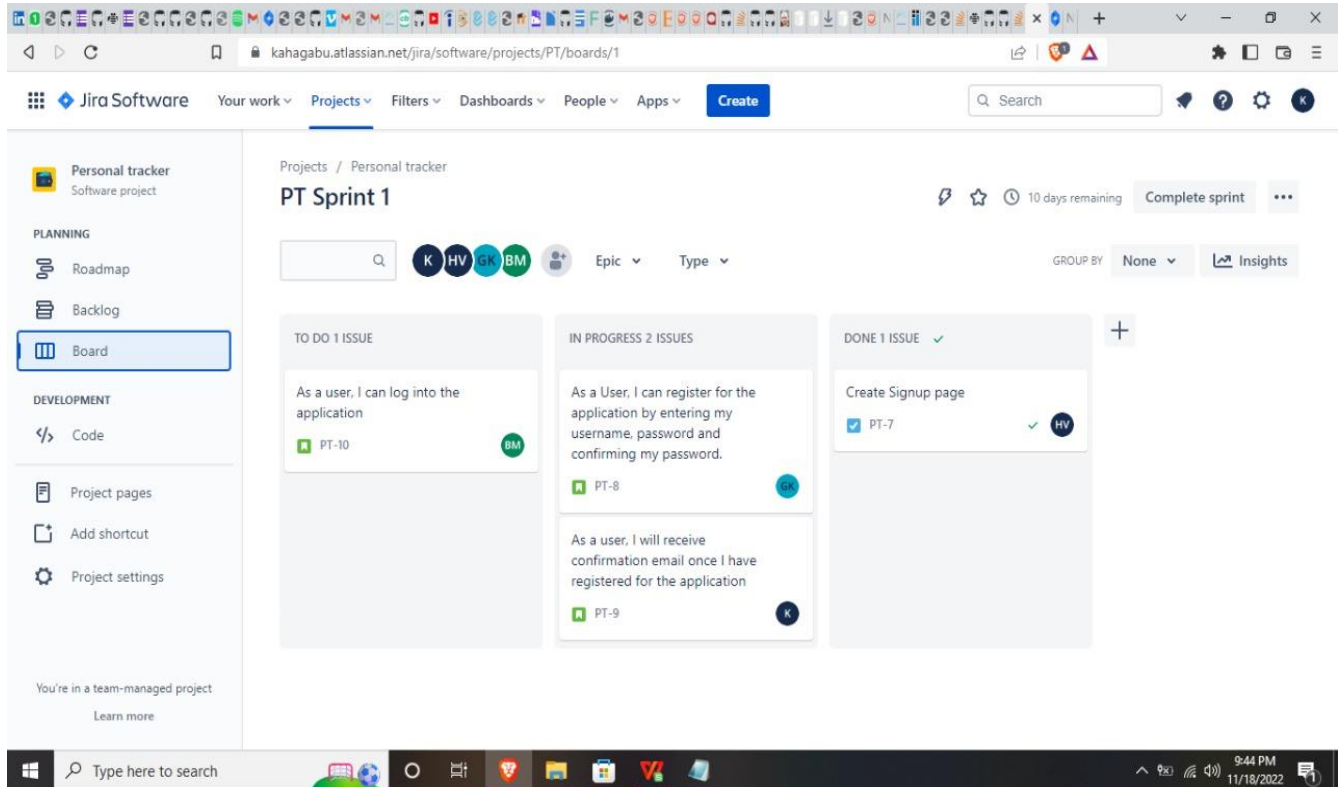 kahagabu.atlassian.net/jira/software/projects/PT/boards/1
Jira Software Your work Projects Filters Dashboards People Apps Create Search K
Personal tracker
Software project
PLANNING
Roadmap
Backlog
Board
DEVELOPMENT
Code
Project pages
Add shortcut
Project settings
You're in a team-managed project
Learn more
Projects / Personal tracker
PT Sprint 1
10 days remaining Complete sprint
K HV GK BM Epic Type GROUP BY None Insights
TO DO 1 ISSUE
As a user, I can log into the
application
PT-10 BM
IN PROGRESS 2 ISSUES
As a User, I can register for the
application by entering my
username, password and
confirming my password.
PT-8 GK
As a user, I will receive
confirmation email once I have
registered for the application
PT-9 K
DONE 1 ISSUE
Create Signup page
PT-7 HV
Type here to search
9:44 PM
11/18/2022